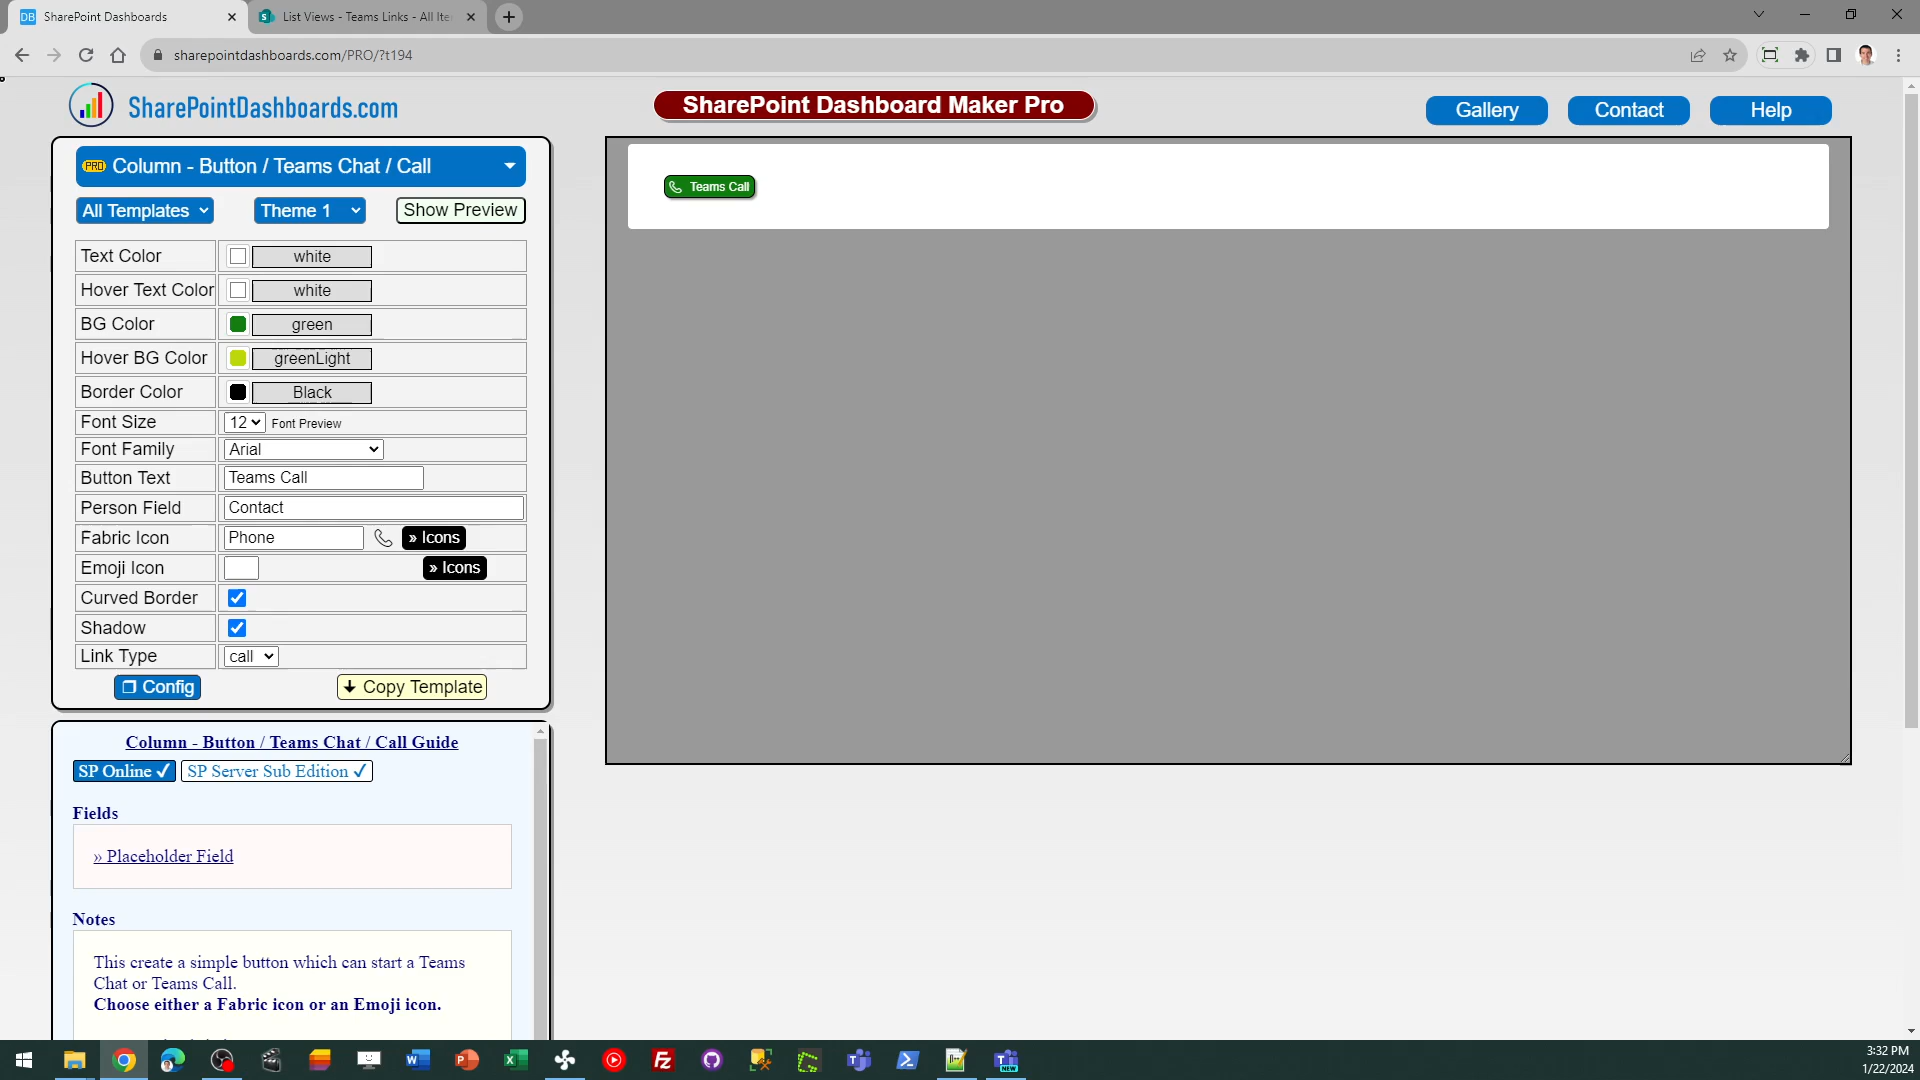 SharePoint Dashboards
List Views - Teams Links - All Ite
sharepointdashboards.com/PRO/?t194
SharePointDashboards.com
SharePoint Dashboard Maker Pro
Gallery
Contact
Help
PRO Column - Button / Teams Chat / Call
All Templates
Theme 1
Show Preview
Teams Call
Text Color
white
Hover Text Color
white
BG Color
green
Hover BG Color
greenLight
Border Color
Black
Font Size
12
Font Preview
Font Family
Arial
Button Text
Teams Call
Person Field
Contact
Fabric Icon
Phone
» Icons
Emoji Icon
» Icons
Curved Border
Shadow
Link Type
call
Config
Copy Template
Column - Button / Teams Chat / Call Guide
SP Online ✓
SP Server Sub Edition ✓
Fields
» Placeholder Field
Notes
This create a simple button which can start a Teams
Chat or Teams Call.
Choose either a Fabric icon or an Emoji icon.
3:32 PM
1/22/2024